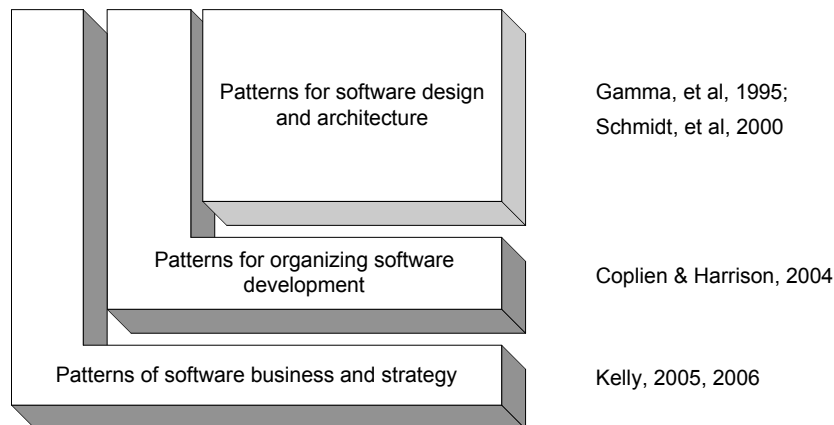 Patterns for software design
and architecture
Gamma, et al, 1995;
Schmidt, et al, 2000
Patterns for organizing software
development
Coplien & Harrison, 2004
Patterns of software business and strategy
Kelly, 2005, 2006